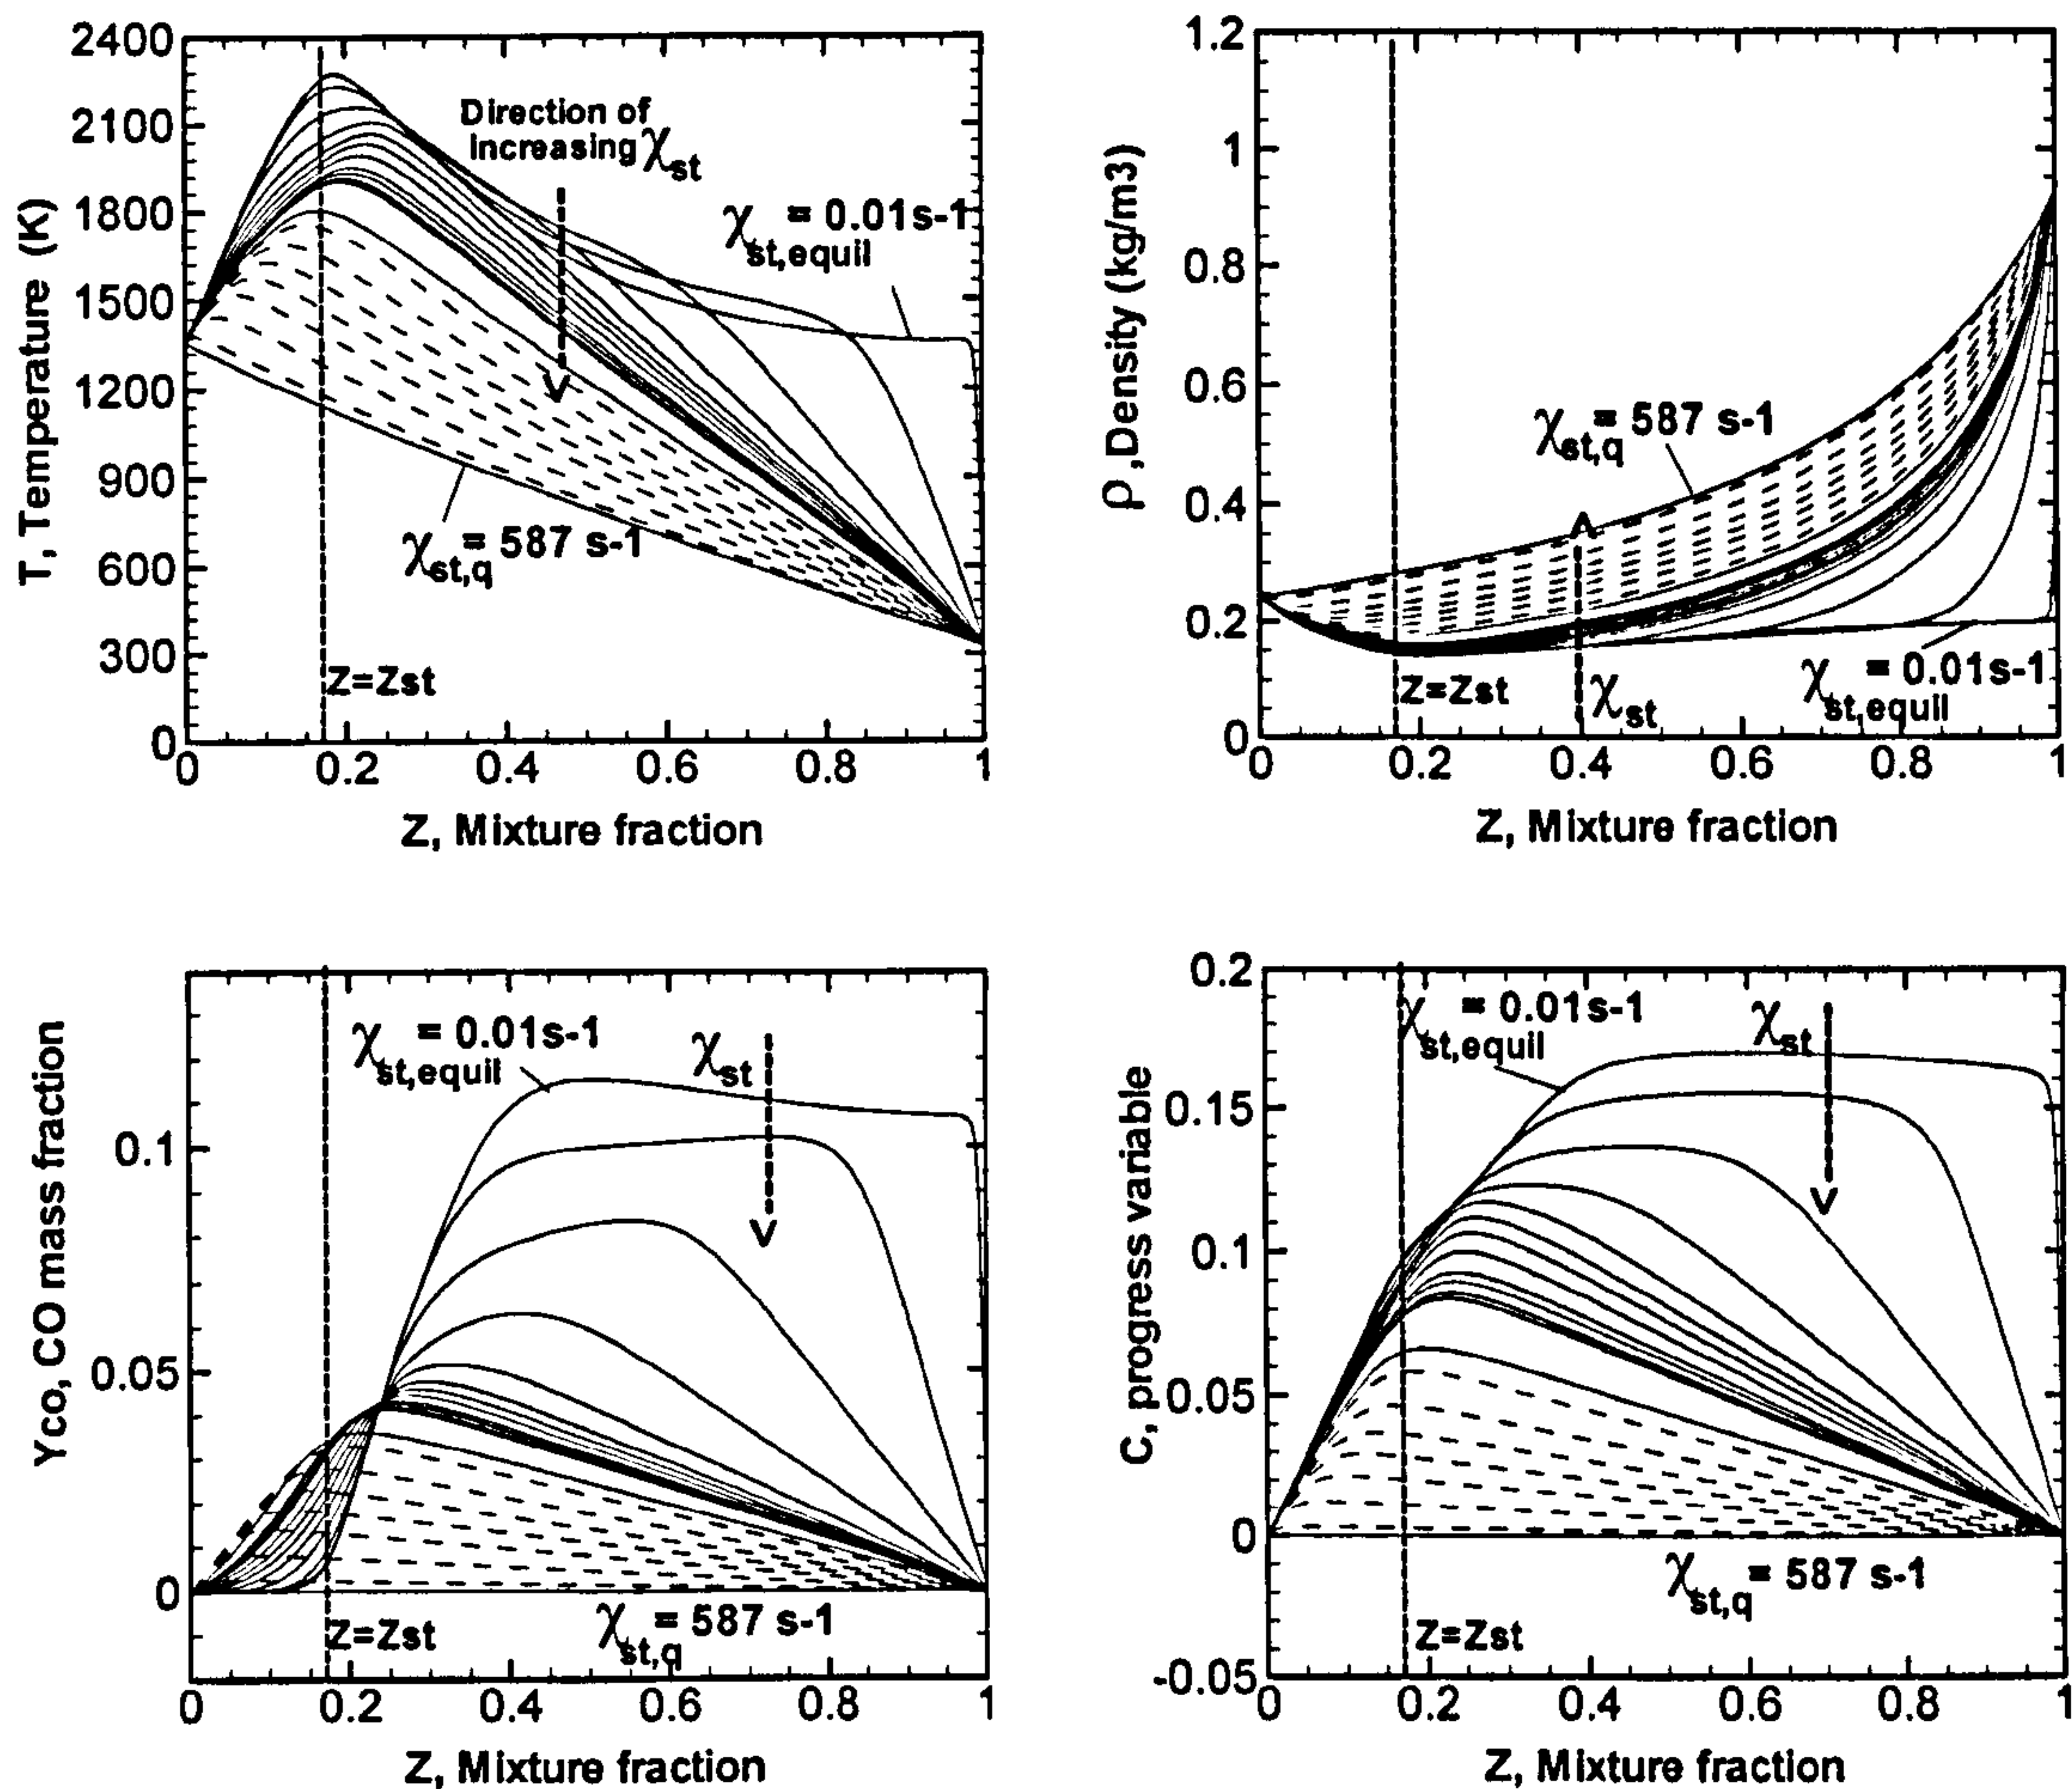 2400
2100
1800
1500
1200
900
600
300
0
T, Temperature (K)
Direction of
increasing χst
χst,equil = 0.01s-1
χst,q = 587 s-1
Z=Zst
0 0.2 0.4 0.6 0.8 1
Z, Mixture fraction
1.2
1
0.8
0.6
0.4
0.2
0
ρ ,Density (kg/m3)
χst,q = 587 s-1
χst,equil = 0.01s-1
Z=Zst
χst
0 0.2 0.4 0.6 0.8 1
Z, Mixture fraction
0.1
0.05
0
Yco, CO mass fraction
χst,equil = 0.01s-1
χst
χst,q = 587 s-1
Z=Zst
0 0.2 0.4 0.6 0.8 1
Z, Mixture fraction
0.2
0.15
0.1
0.05
0
-0.05
C, progress variable
χst,equil = 0.01s-1
χst
χst,q = 587 s-1
Z=Zst
0 0.2 0.4 0.6 0.8 1
Z, Mixture fraction